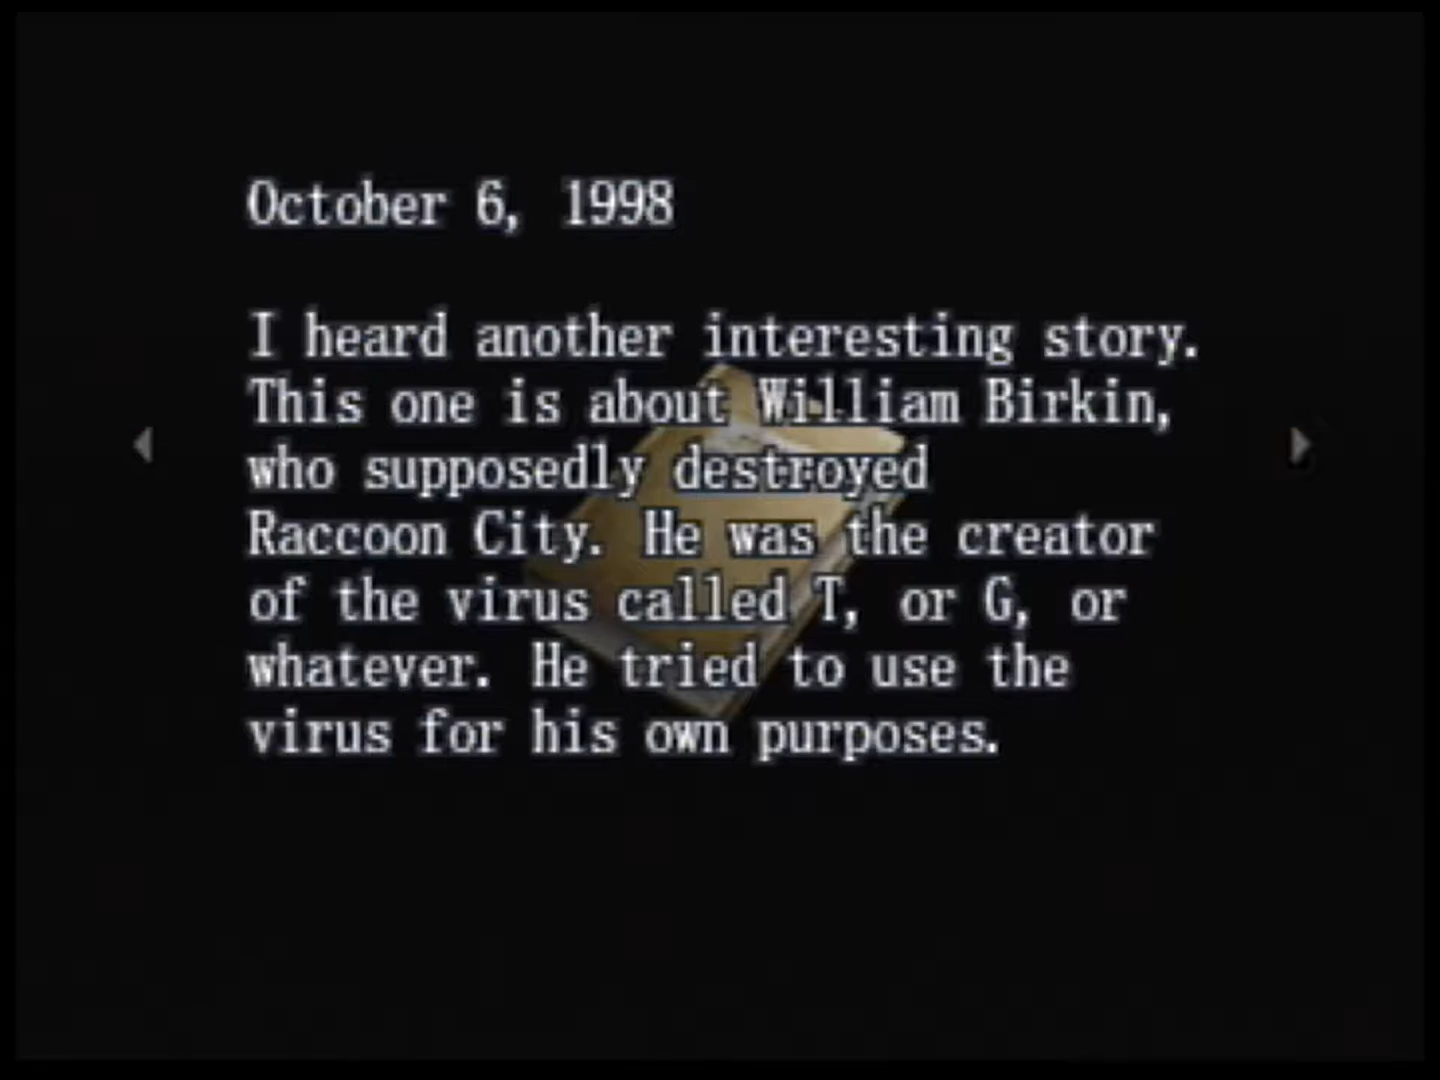 October 6, 1998
I heard another interesting story.
This one is about William Birkin,
who supposedly destroyed
Raccoon City. He was the creator
of the virus called T, or G, or
whatever. He tried to use the
virus for his own purposes.